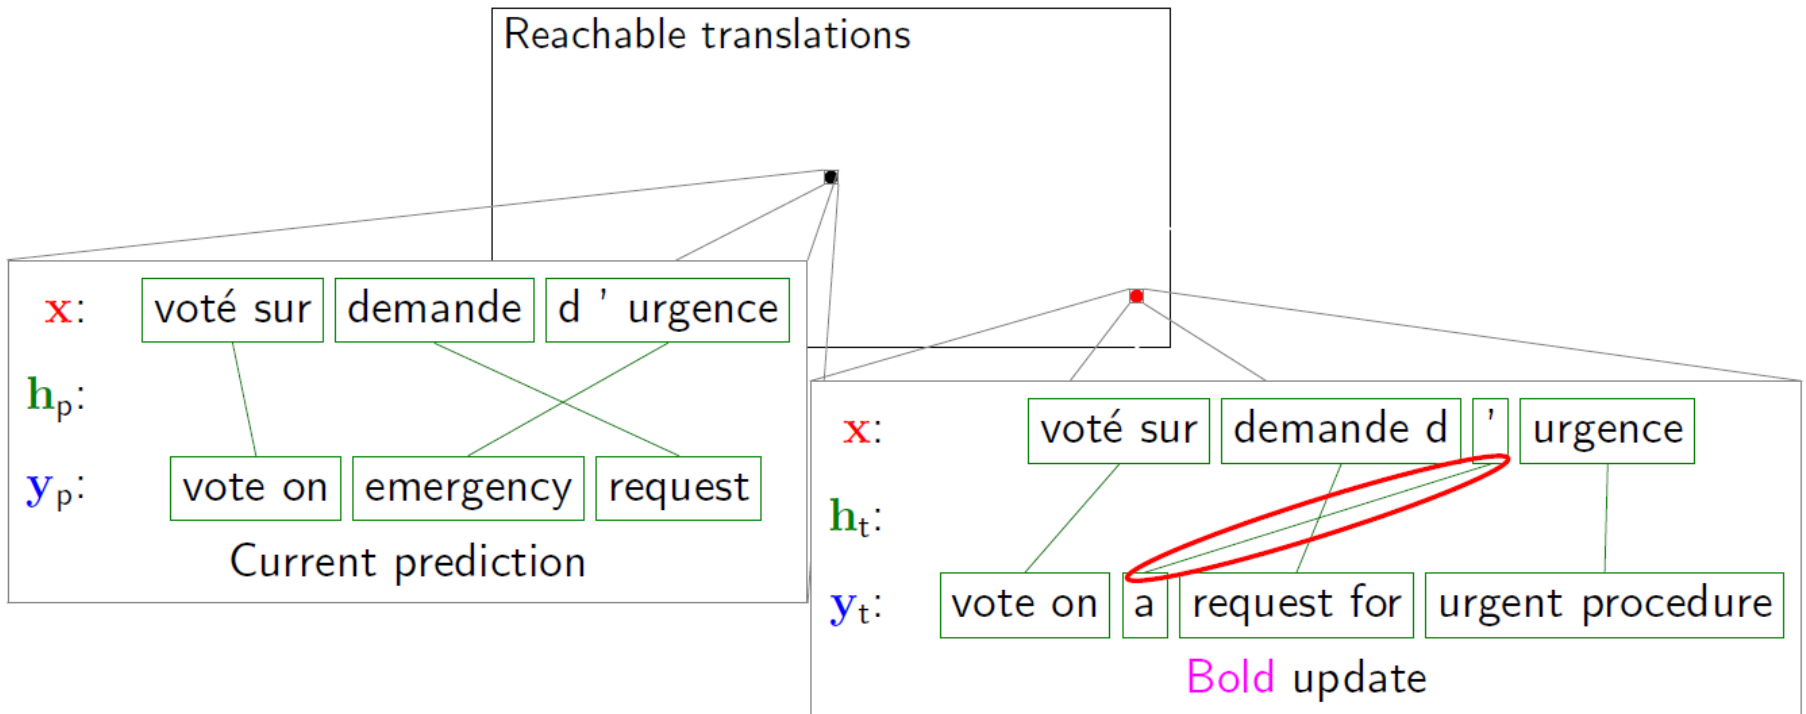 Reachable translations
x: voté sur demande d ' urgence
hp:
yp: vote on emergency request
Current prediction
x: voté sur demande d ' urgence
ht:
yt: vote on a request for urgent procedure
Bold update